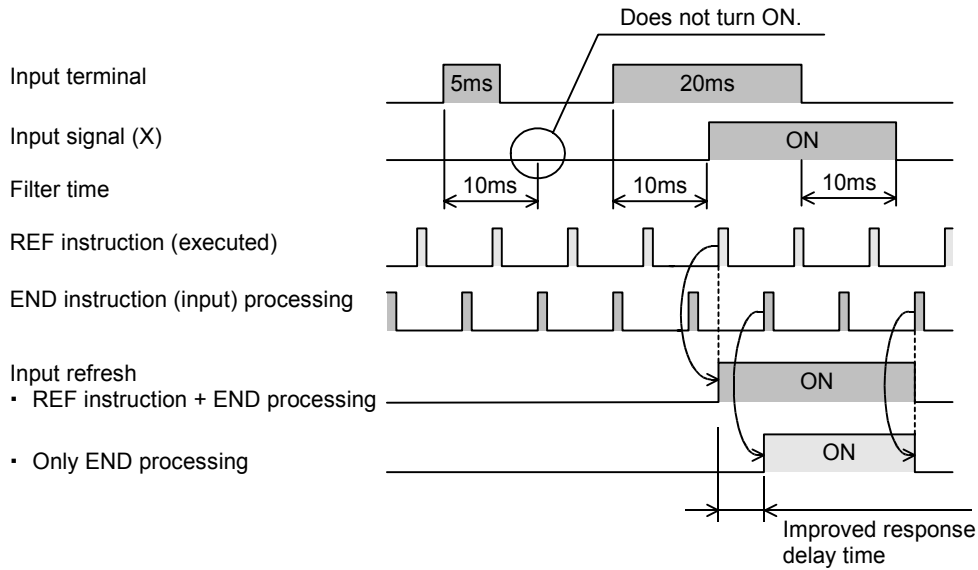 Does not turn ON.
Input terminal
5ms
20ms
Input signal (X)
ON
Filter time
10ms
10ms
10ms
REF instruction (executed)
END instruction (input) processing
Input refresh
・ REF instruction + END processing
ON
・ Only END processing
ON
Improved response
delay time